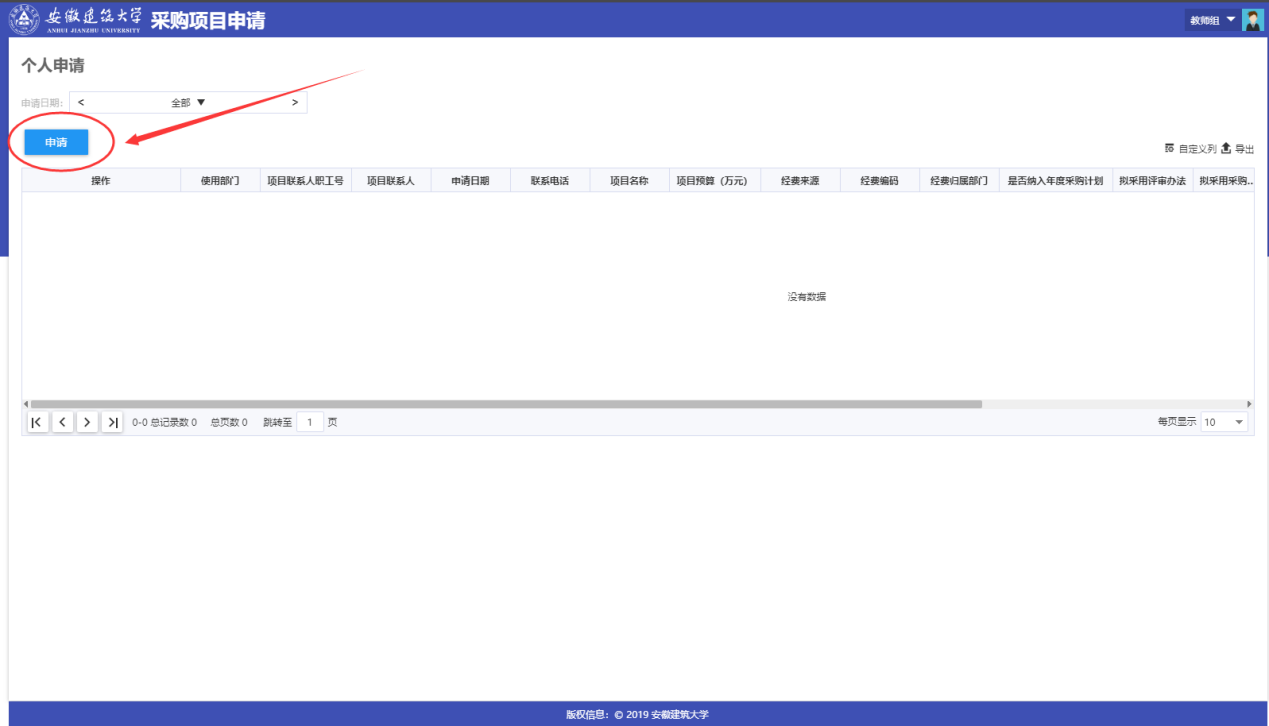 安徽建筑大学 采购项目申请
ANHUI JIANZHU UNIVERSITY
教师组
个人申请
申请日期: < 全部 ▼ >
申请
自定义列 导出
操作 使用部门 项目联系人职工号 项目联系人 申请日期 联系电话 项目名称 项目预算（万元） 经费来源 经费编码 经费归属部门 是否纳入年度采购计划 拟采用评审办法 拟采用采购..
没有数据
0-0 总记录数 0 总页数 0 跳转至 1 页 每页显示 10
版权信息：© 2019 安徽建筑大学